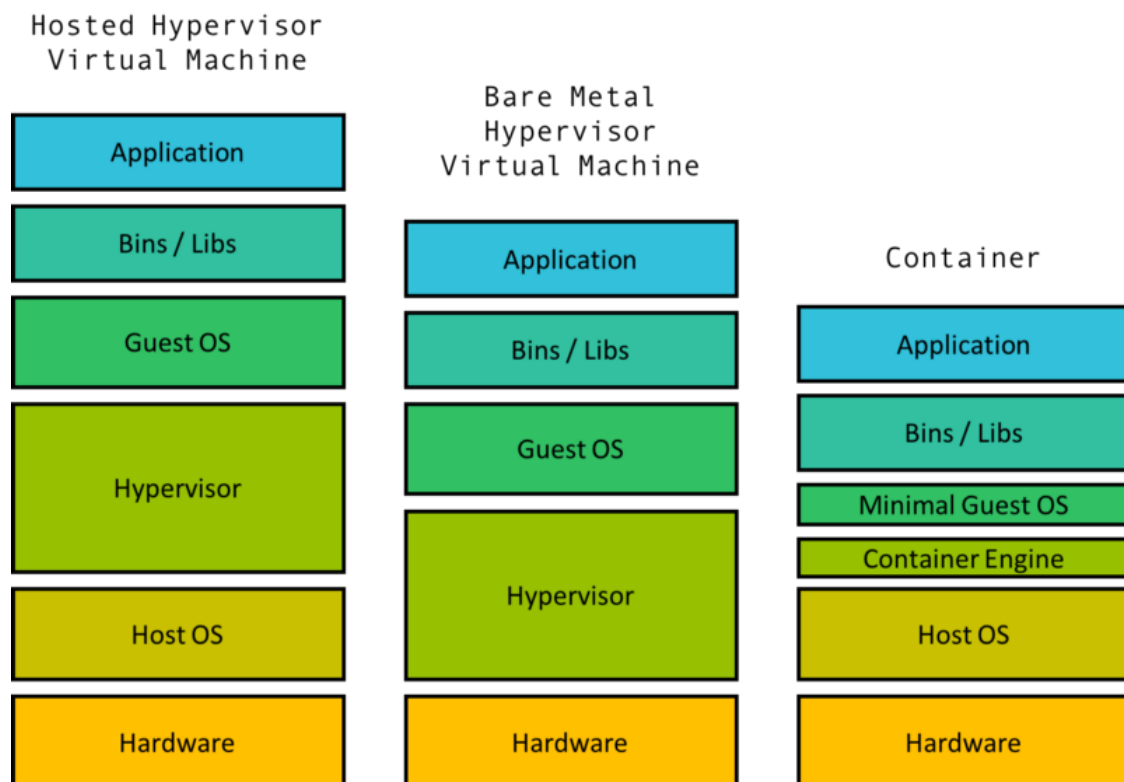 Hosted Hypervisor
Virtual Machine
Application
Bins / Libs
Guest OS
Hypervisor
Host OS
Hardware
Bare Metal
Hypervisor
Virtual Machine
Application
Bins / Libs
Guest OS
Hypervisor
Hardware
Container
Application
Bins / Libs
Minimal Guest OS
Container Engine
Host OS
Hardware